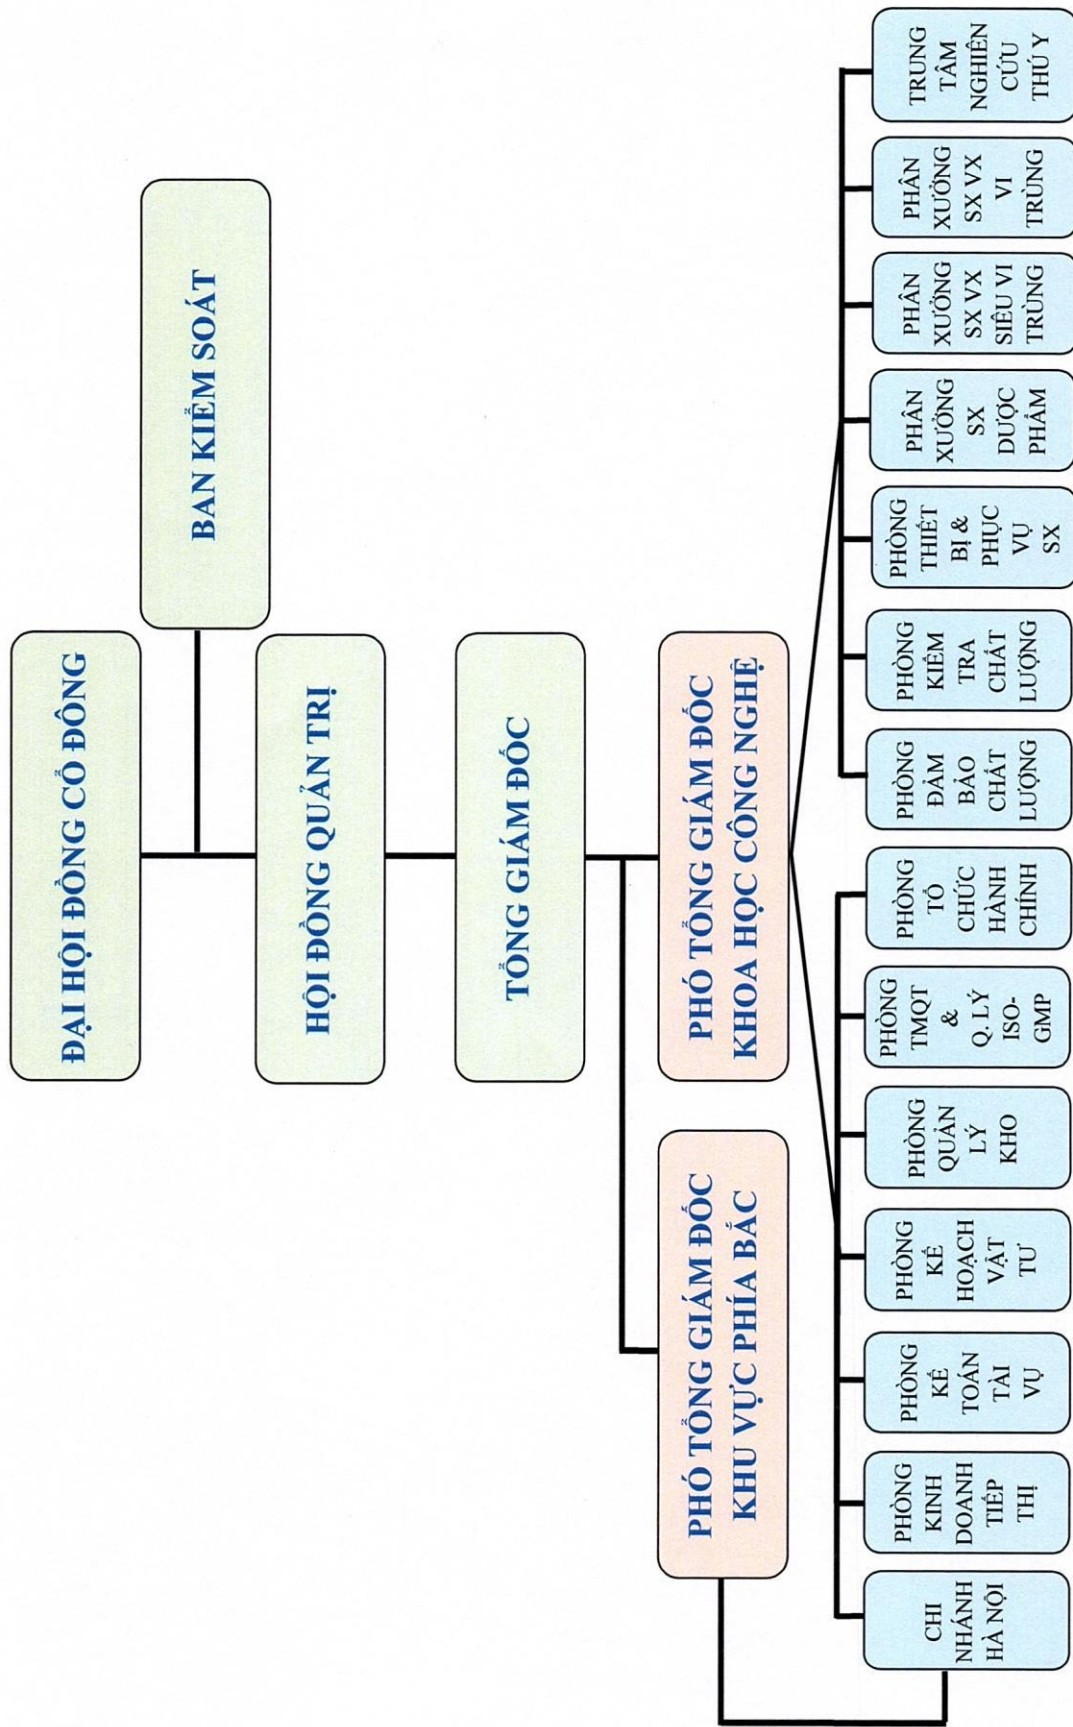 ĐẠI HỘI ĐỒNG CỔ ĐÔNG
BAN KIỂM SOÁT
HỘI ĐỒNG QUẢN TRỊ
TỔNG GIÁM ĐỐC
PHÓ TỔNG GIÁM ĐỐC
KHU VỰC PHÍA BẮC
PHÓ TỔNG GIÁM ĐỐC
KHOA HỌC CÔNG NGHỆ
CHI
NHÁNH
HÀ NỘI
PHÒNG
KINH
DOANH
TIẾP
THỊ
PHÒNG
KẾ
TOÁN
TÀI
VỤ
PHÒNG
KẾ
HOẠCH
VẬT
TƯ
PHÒNG
QUẢN
LÝ
KHO
PHÒNG
TMQT
&
Q. LÝ
ISO-
GMP
PHÒNG
TỔ
CHỨC
HÀNH
CHÍNH
PHÒNG
ĐẢM
BẢO
CHẤT
LƯỢNG
PHÒNG
KIỂM
TRA
CHẤT
LƯỢNG
PHÒNG
THIẾT
BỊ &
PHỤC
VỤ
SX
PHÂN
XƯỞNG
SX
DƯỢC
PHẨM
PHÂN
XƯỞNG
SX VX
SIÊU VI
TRÙNG
PHÂN
XƯỞNG
SX VX
VI
TRÙNG
TRUNG
TÂM
NGHIÊN
CỨU
THÚ Y